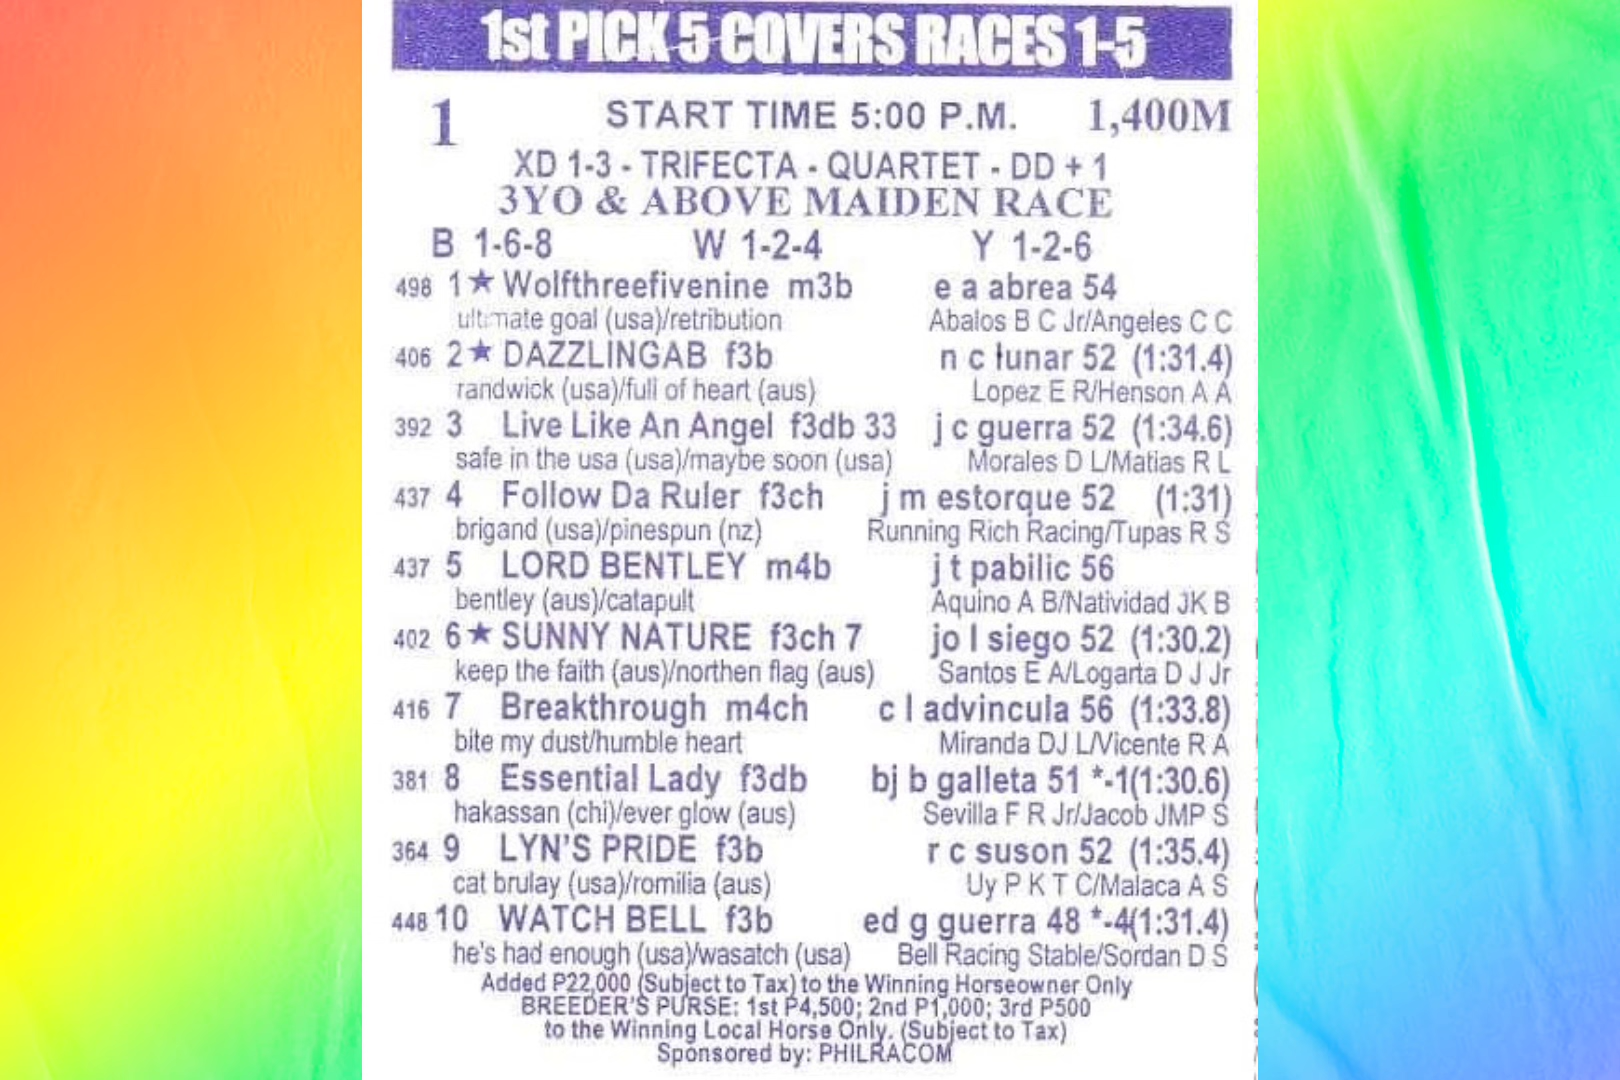 1st PICK 5 COVERS RACES 1-5
1 START TIME 5:00 P.M. 1,400M
XD 1-3 - TRIFECTA - QUARTET - DD + 1
3YO & ABOVE MAIDEN RACE
B 1-6-8 W 1-2-4 Y 1-2-6
498 1★ Wolfthreefivenine m3b e a abrea 54
ultimate goal (usa)/retribution Abalos B C Jr/Angeles C C
406 2★ DAZZLINGAB f3b n c lunar 52 (1:31.4)
randwick (usa)/full of heart (aus) Lopez E R/Henson A A
392 3 Live Like An Angel f3db 33 j c guerra 52 (1:34.6)
safe in the usa (usa)/maybe soon (usa) Morales D L/Matias R L
437 4 Follow Da Ruler f3ch j m estorque 52 (1:31)
brigand (usa)/pinespun (nz) Running Rich Racing/Tupas R S
437 5 LORD BENTLEY m4b j t pabilic 56
bentley (aus)/catapult Aquino A B/Natividad JK B
402 6★ SUNNY NATURE f3ch 7 jo l siego 52 (1:30.2)
keep the faith (aus)/northen flag (aus) Santos E A/Logarta D J Jr
416 7 Breakthrough m4ch c l advincula 56 (1:33.8)
bite my dust/humble heart Miranda DJ L/Vicente R A
381 8 Essential Lady f3db bj b galleta 51 *-1(1:30.6)
hakassan (chi)/ever glow (aus) Sevilla F R Jr/Jacob JMP S
364 9 LYN'S PRIDE f3b r c suson 52 (1:35.4)
cat brulay (usa)/romilia (aus) Uy P K T C/Malaca A S
448 10 WATCH BELL f3b ed g guerra 48 *-4(1:31.4)
he's had enough (usa)/wasatch (usa) Bell Racing Stable/Sordan D S
Added P22,000 (Subject to Tax) to the Winning Horseowner Only
BREEDER'S PURSE: 1st P4,500; 2nd P1,000; 3rd P500
to the Winning Local Horse Only. (Subject to Tax)
Sponsored by: PHILRACOM